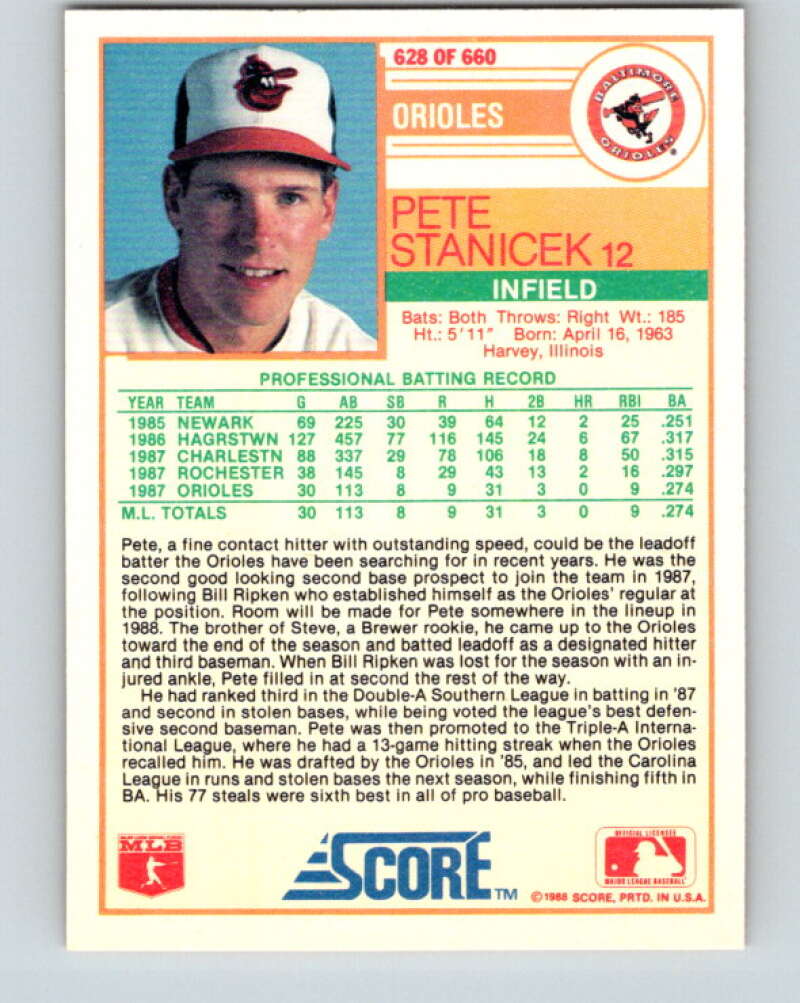 628 OF 660
ORIOLES
BALTIMORE
ORIOLES
PETE
STANICEK 12
INFIELD
Bats: Both Throws: Right Wt.: 185
Ht.: 5'11" Born: April 16, 1963
Harvey, Illinois
PROFESSIONAL BATTING RECORD
YEAR TEAM G AB SB R H 2B HR RBI BA
1985 NEWARK 69 225 30 39 64 12 2 25 .251
1986 HAGRSTWN 127 457 77 116 145 24 6 67 .317
1987 CHARLESTN 88 337 29 78 106 18 8 50 .315
1987 ROCHESTER 38 145 8 29 43 13 2 16 .297
1987 ORIOLES 30 113 8 9 31 3 0 9 .274
M.L. TOTALS 30 113 8 9 31 3 0 9 .274
Pete, a fine contact hitter with outstanding speed, could be the leadoff
batter the Orioles have been searching for in recent years. He was the
second good looking second base prospect to join the team in 1987,
following Bill Ripken who established himself as the Orioles' regular at
the position. Room will be made for Pete somewhere in the lineup in
1988. The brother of Steve, a Brewer rookie, he came up to the Orioles
toward the end of the season and batted leadoff as a designated hitter
and third baseman. When Bill Ripken was lost for the season with an in-
jured ankle, Pete filled in at second the rest of the way.
He had ranked third in the Double-A Southern League in batting in '87
and second in stolen bases, while being voted the league's best defen-
sive second baseman. Pete was then promoted to the Triple-A Interna-
tional League, where he had a 13-game hitting streak when the Orioles
recalled him. He was drafted by the Orioles in '85, and led the Carolina
League in runs and stolen bases the next season, while finishing fifth in
BA. His 77 steals were sixth best in all of pro baseball.
MLB
SCORE™
OFFICIAL LICENSEE
MAJOR LEAGUE BASEBALL
©1988 SCORE, PRTD. IN U.S.A.